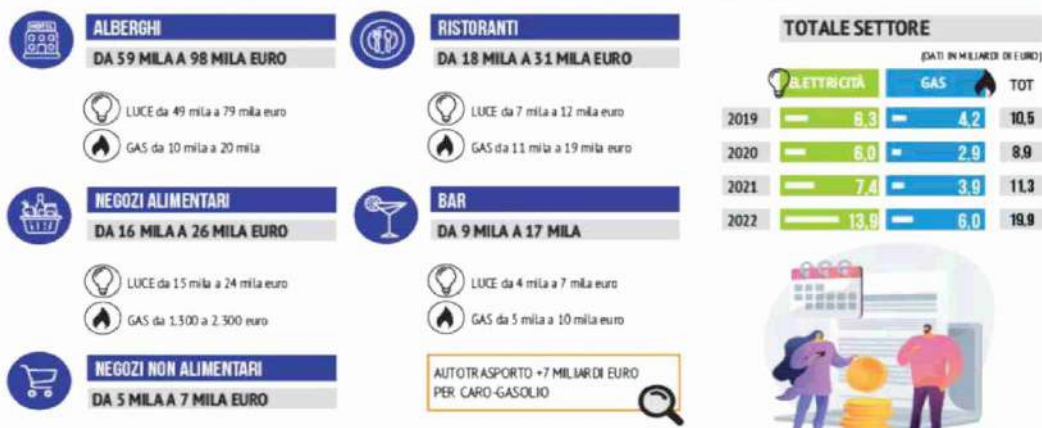 HOTEL
ALBERGHI
DA 59 MILA A 98 MILA EURO
LUCE da 49 mila a 79 mila euro
GAS da 10 mila a 20 mila
NEGOZI ALIMENTARI
DA 16 MILA A 26 MILA EURO
LUCE da 15 mila a 24 mila euro
GAS da 1.300 a 2.300 euro
NEGOZI NON ALIMENTARI
DA 5 MILA A 7 MILA EURO
RISTORANTI
DA 18 MILA A 31 MILA EURO
LUCE da 7 mila a 12 mila euro
GAS da 11 mila a 19 mila euro
BAR
DA 9 MILA A 17 MILA
LUCE da 4 mila a 7 mila euro
GAS da 5 mila a 10 mila euro
AUTOTRASPORTO +7 MILIARDI EURO
PER CARO-GASOLIO
TOTALE SETTORE
(DATI IN MILIARDI DI EURO)
ELETTRICITÀ GAS TOT
2019 6,3 4,2 10,5
2020 6,0 2,9 8,9
2021 7,4 3,9 11,3
2022 13,9 6,0 19,9